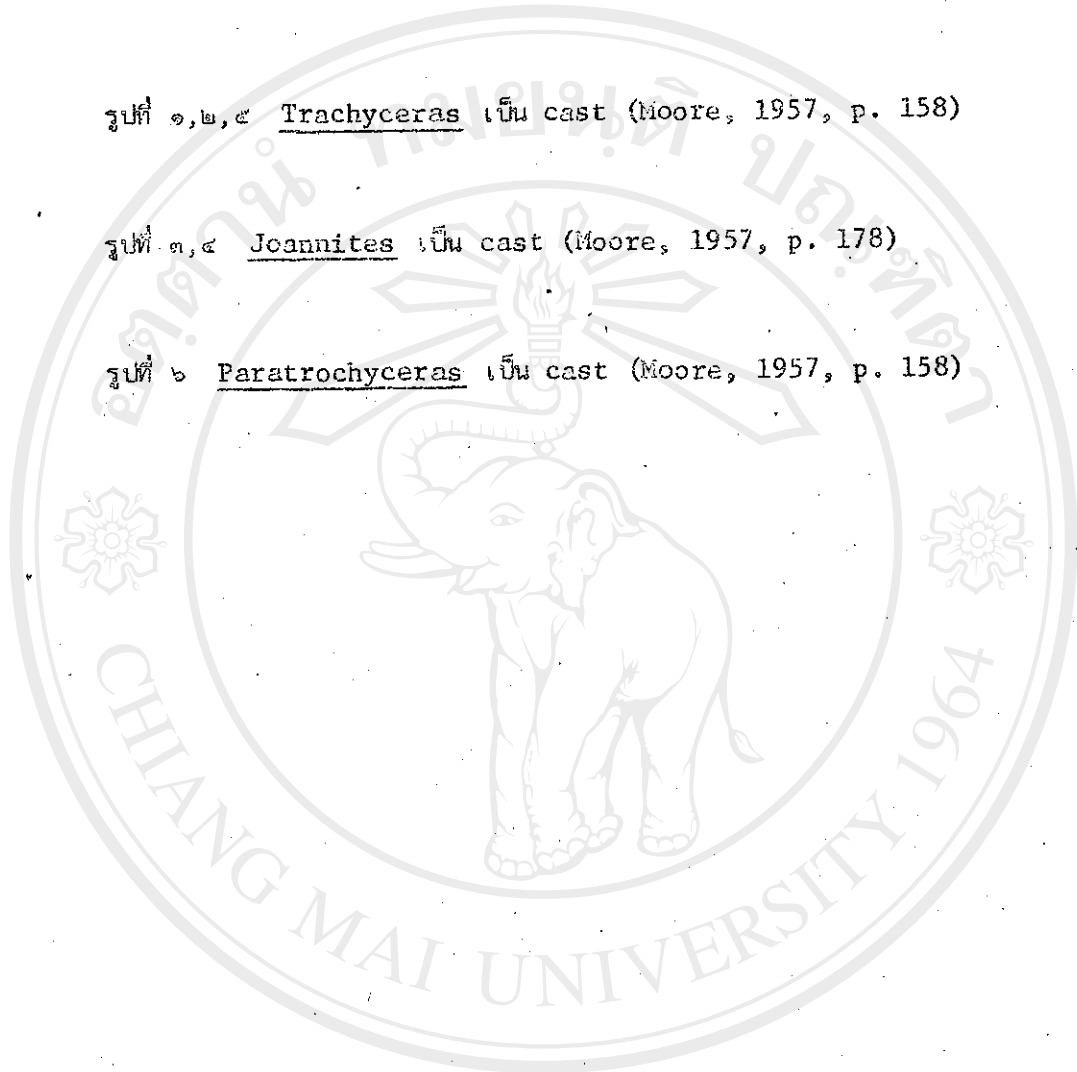 รูปที่ ๑,๒,๕ Trachyceras เป็น cast (Moore, 1957, p. 158)
รูปที่ ๓,๔ Joannites เป็น cast (Moore, 1957, p. 178)
รูปที่ ๖ Paratrochyceras เป็น cast (Moore, 1957, p. 158)
CHIANG MAI UNIVERSITY 1964